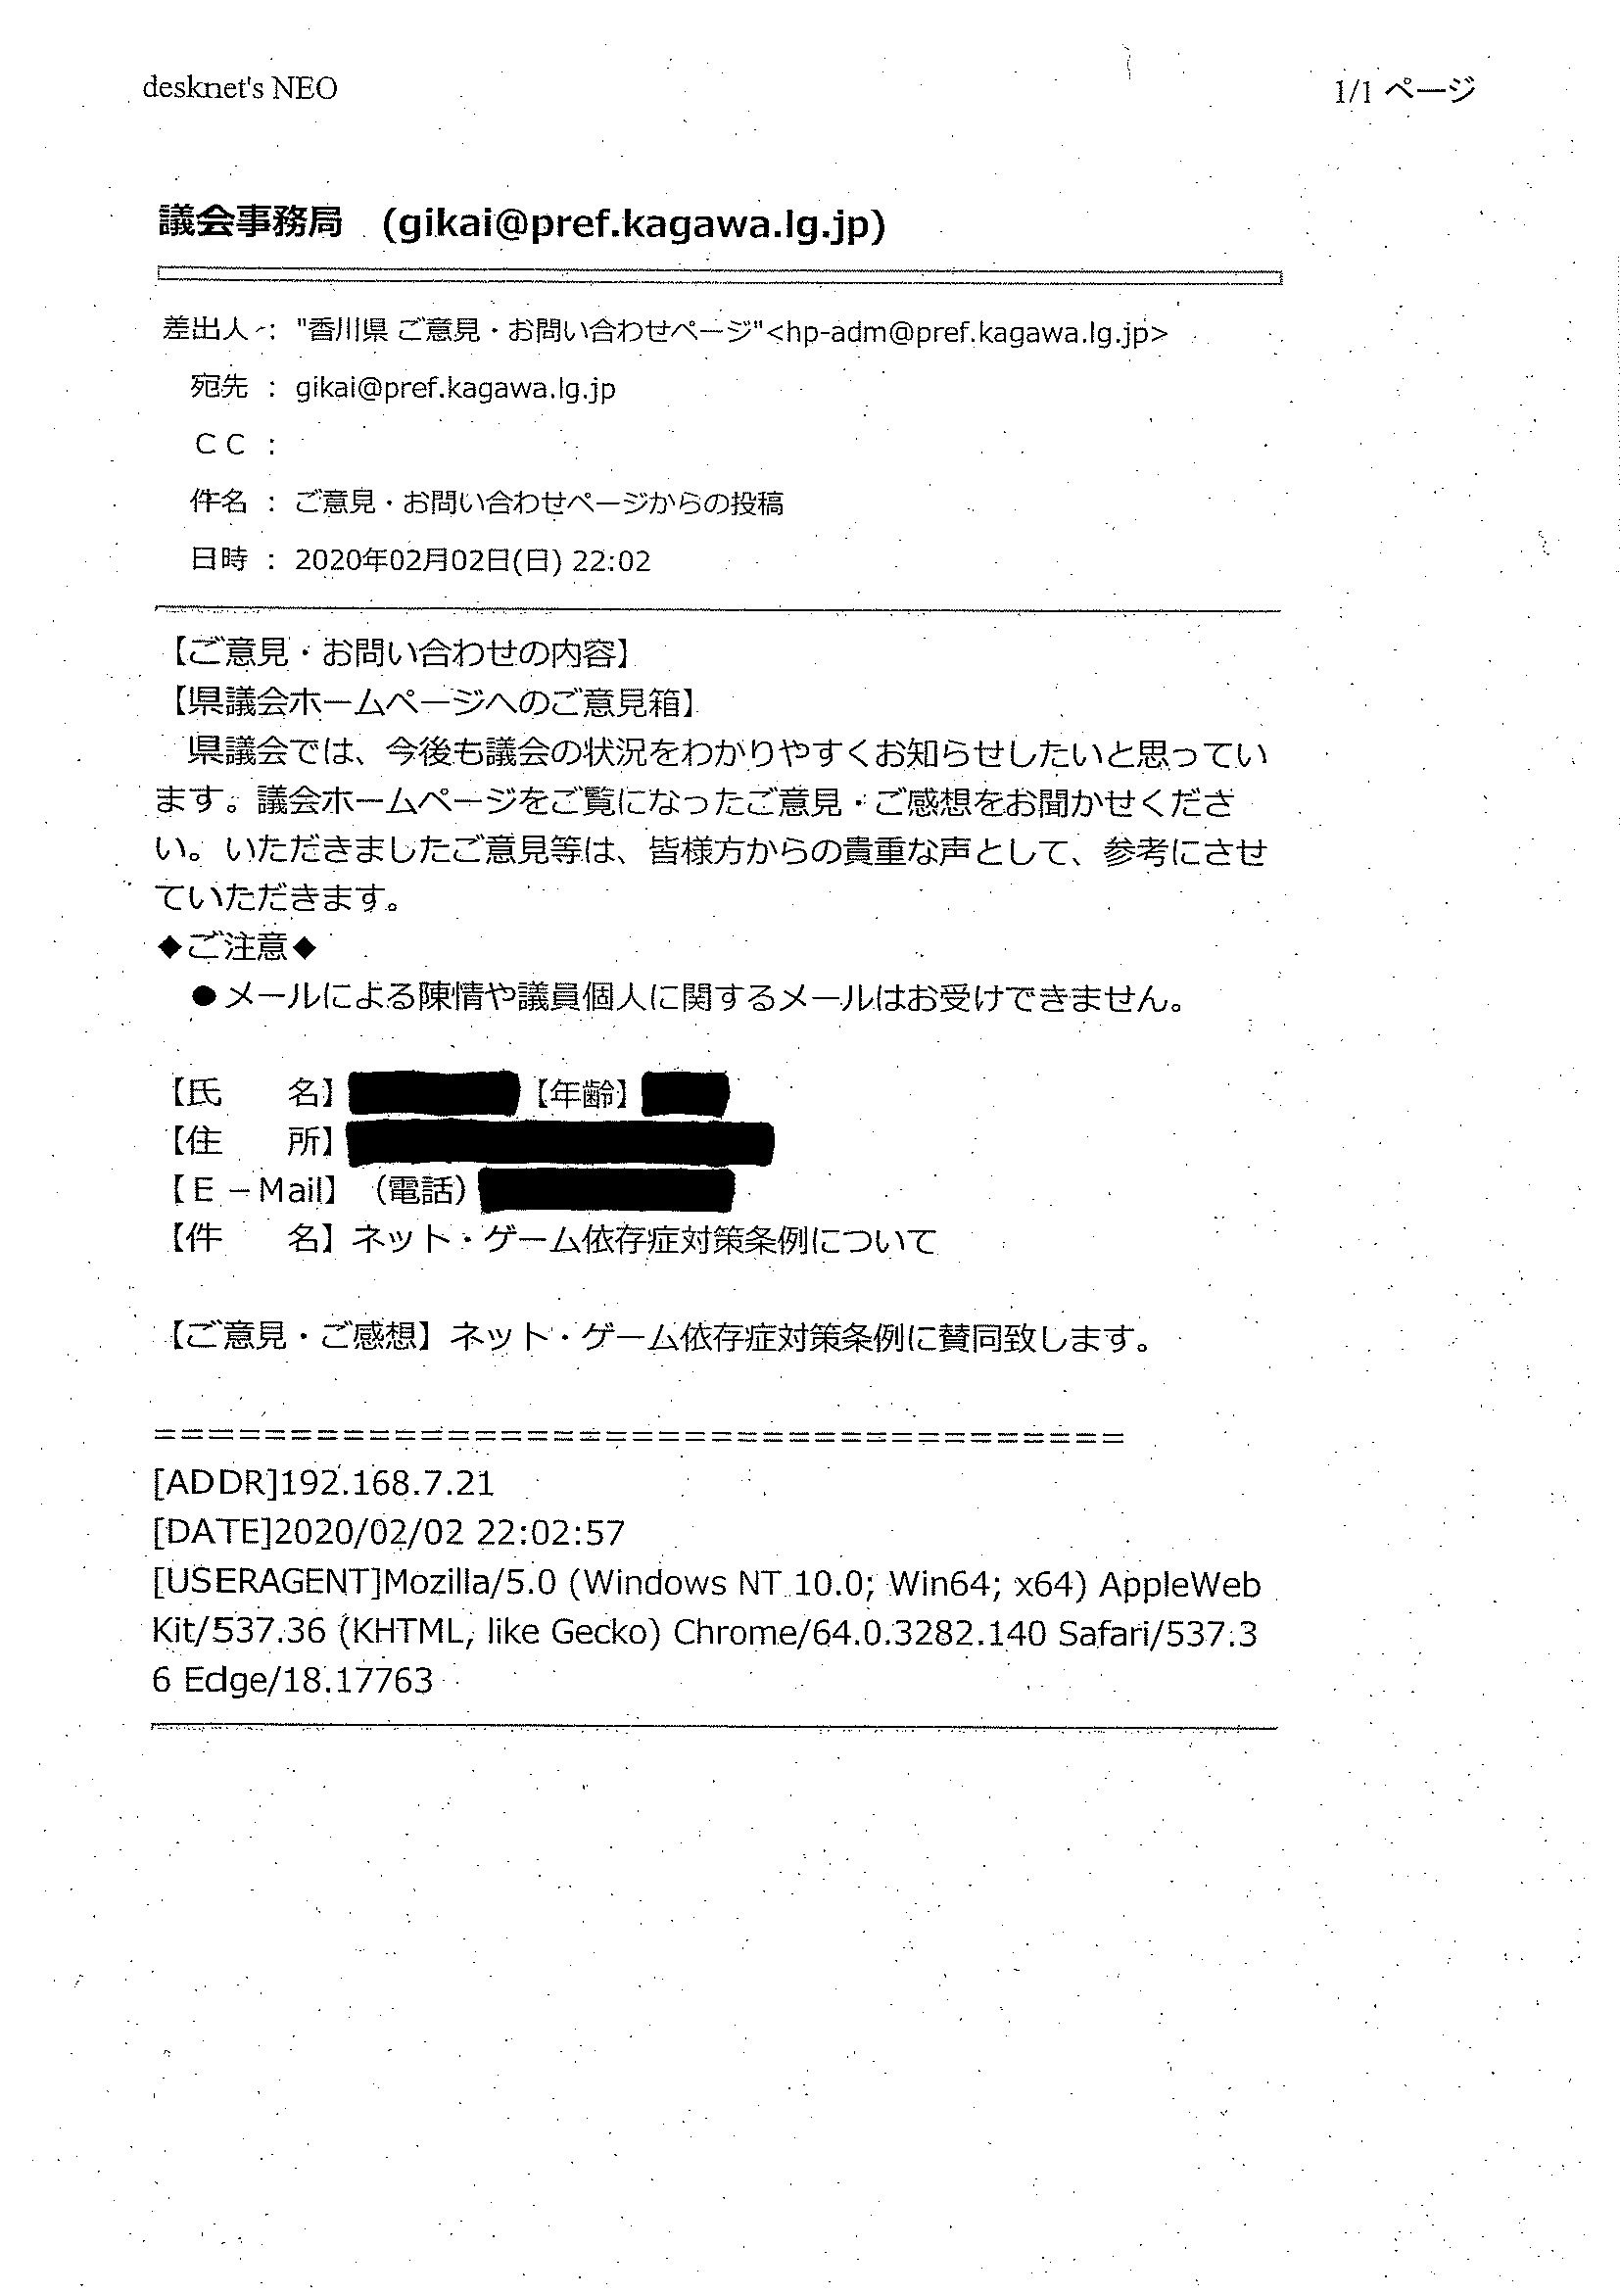 desknet's NEO
1/1 ページ
議会事務局 (gikai@pref.kagawa.lg.jp)
差出人 : "香川県 ご意見・お問い合わせページ"<hp-adm@pref.kagawa.lg.jp>
宛先 : gikai@pref.kagawa.lg.jp
ＣＣ :
件名 : ご意見・お問い合わせページからの投稿
日時 : 2020年02月02日(日) 22:02
【ご意見・お問い合わせの内容】
【県議会ホームページへのご意見箱】
　県議会では、今後も議会の状況をわかりやすくお知らせしたいと思ってい
ます。議会ホームページをご覧になったご意見・ご感想をお聞かせくださ
い。いただきましたご意見等は、皆様方からの貴重な声として、参考にさせ
ていただきます。
◆ご注意◆
　●メールによる陳情や議員個人に関するメールはお受けできません。
【氏　　名】【年齢】
【住　　所】
【Ｅ－Mail】（電話）
【件　　名】ネット・ゲーム依存症対策条例について
【ご意見・ご感想】ネット・ゲーム依存症対策条例に賛同致します。
=====================================
[ADDR]192.168.7.21
[DATE]2020/02/02 22:02:57
[USERAGENT]Mozilla/5.0 (Windows NT 10.0; Win64; x64) AppleWeb
Kit/537.36 (KHTML, like Gecko) Chrome/64.0.3282.140 Safari/537.3
6 Edge/18.17763